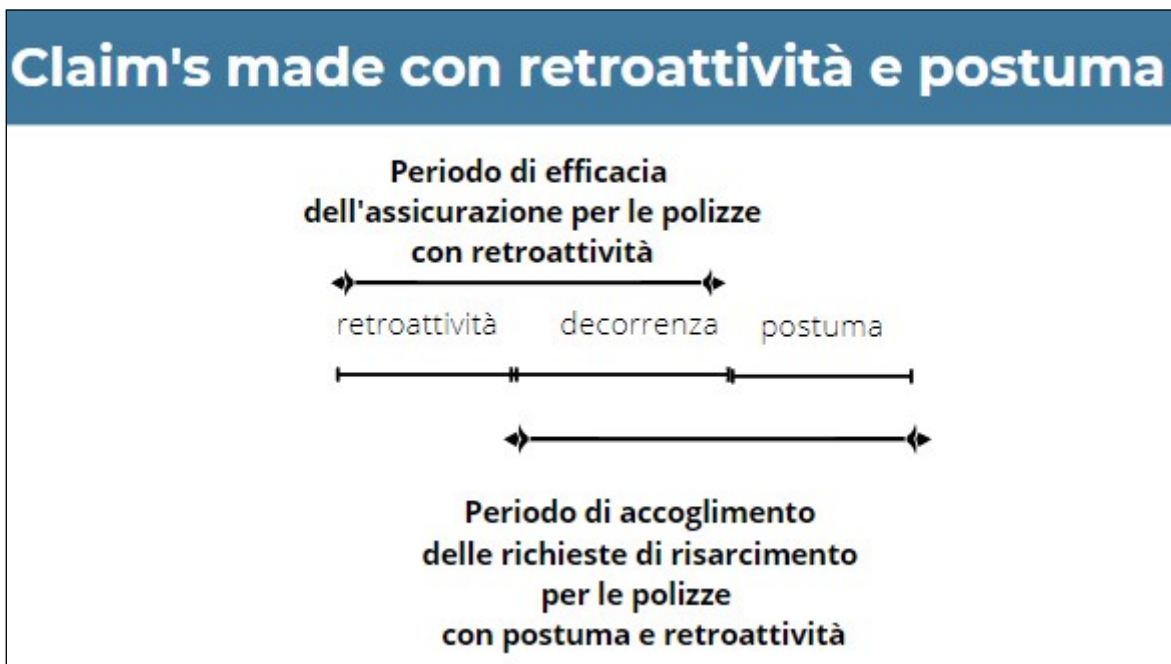 Claim's made con retroattività e postuma
Periodo di efficacia
dell'assicurazione per le polizze
con retroattività
retroattività decorrenza postuma
Periodo di accoglimento
delle richieste di risarcimento
per le polizze
con postuma e retroattività